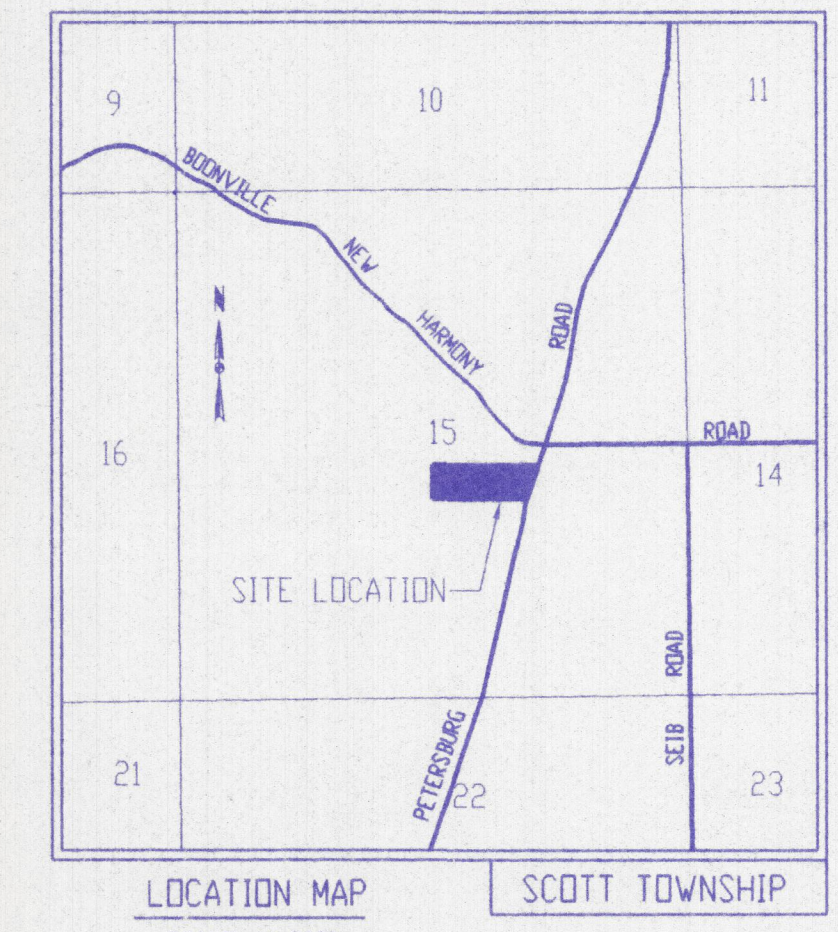 9
10
11
BOONVILLE
NEW
HARMONY
ROAD
N
ROAD
15
16
14
SITE LOCATION
ROAD
SEIB
PETERSBURG
21
22
23
LOCATION MAP
SCOTT TOWNSHIP